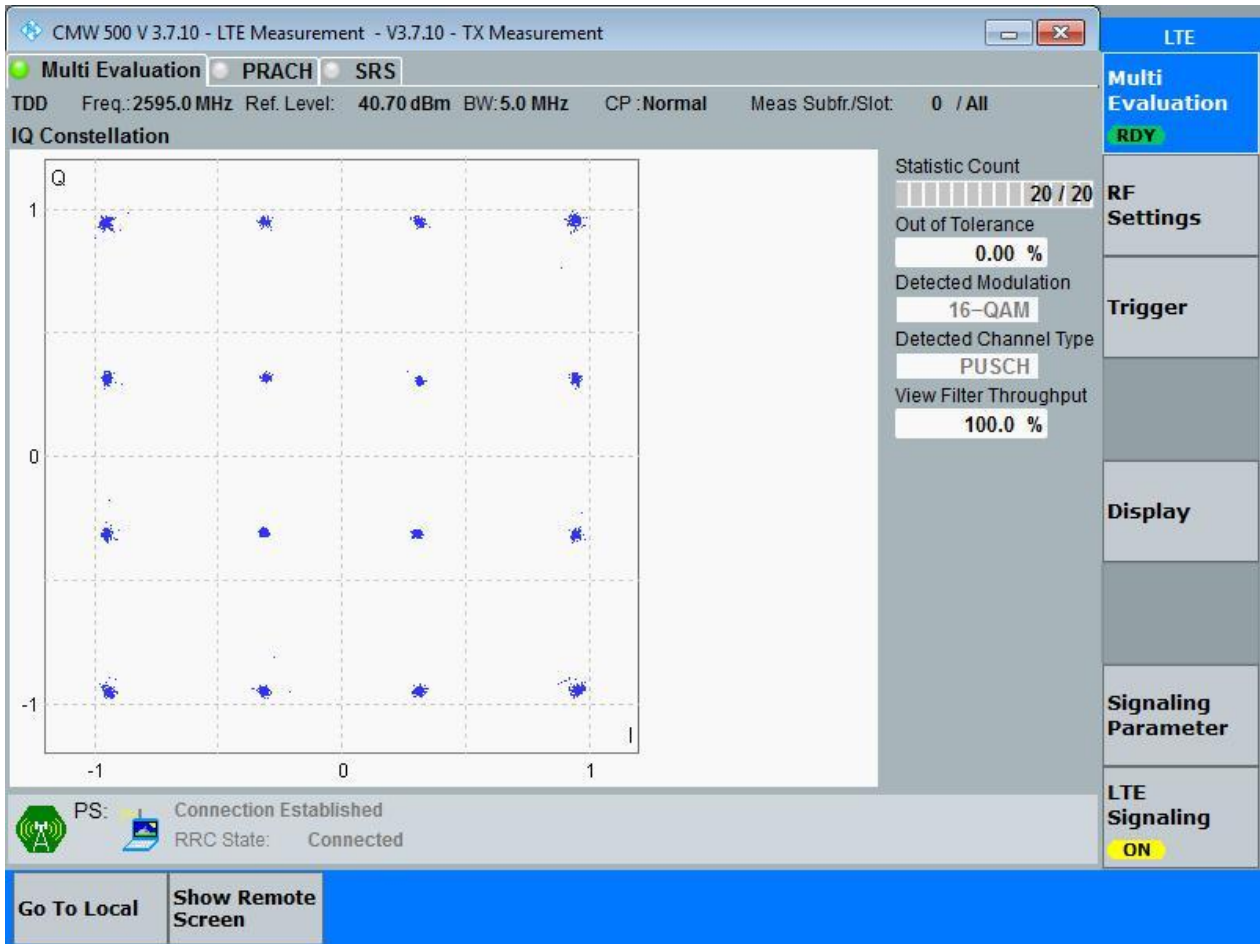 CMW 500 V 3.7.10 - LTE Measurement - V3.7.10 - TX Measurement
LTE
Multi Evaluation PRACH SRS
TDD Freq.: 2595.0 MHz Ref. Level: 40.70 dBm BW: 5.0 MHz CP : Normal Meas Subfr./Slot: 0 / All
IQ Constellation
Q
1
0
-1
I
-1 0 1
Statistic Count
20 / 20
Out of Tolerance
0.00 %
Detected Modulation
16-QAM
Detected Channel Type
PUSCH
View Filter Throughput
100.0 %
Multi
Evaluation
RDY
RF
Settings
Trigger
Display
Signaling
Parameter
LTE
Signaling
ON
PS: Connection Established
RRC State: Connected
Go To Local
Show Remote
Screen